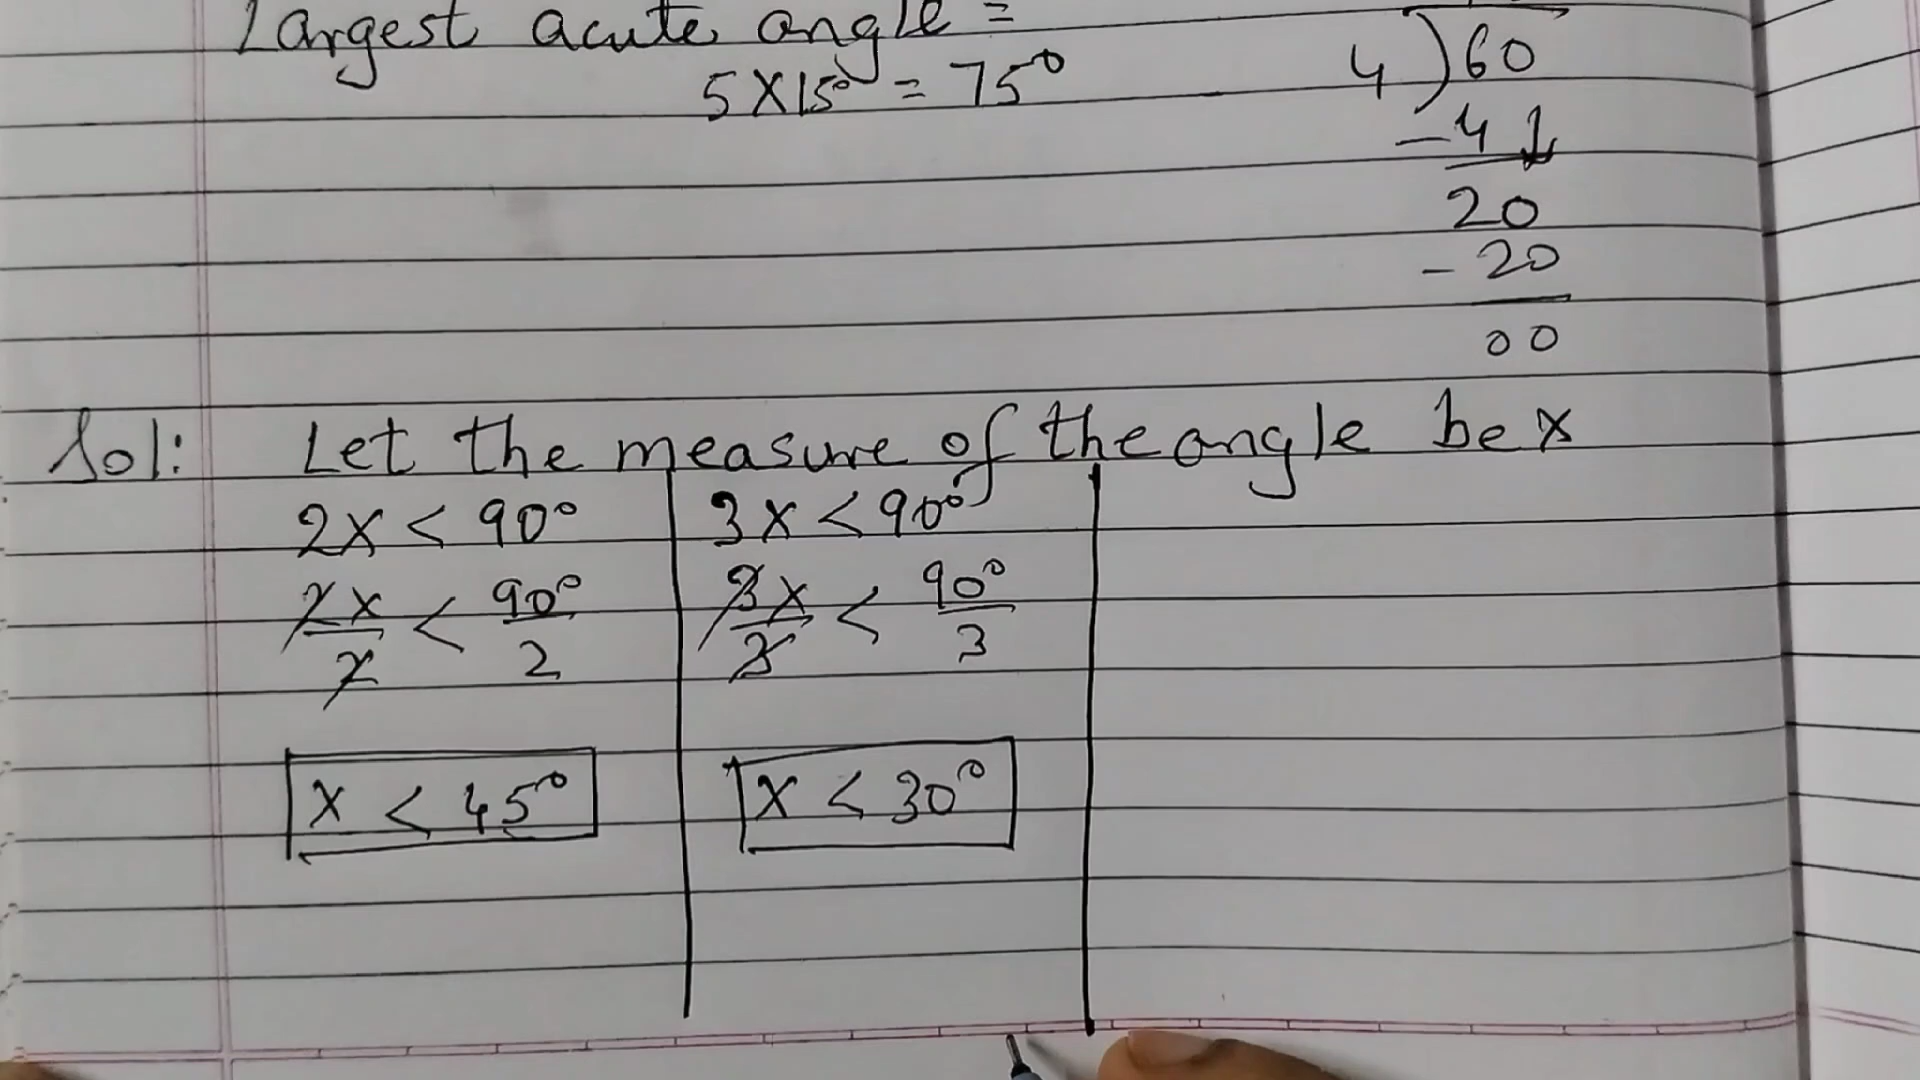 Largest acute angle =
5 X 15° = 75°
4 ) 60
- 4 ↓
20
- 20
00
Sol: Let the measure of the angle be x
2x < 90°
2x/2 < 90°/2
x < 45°
3x < 90°
3x/3 < 90°/3
x < 30°